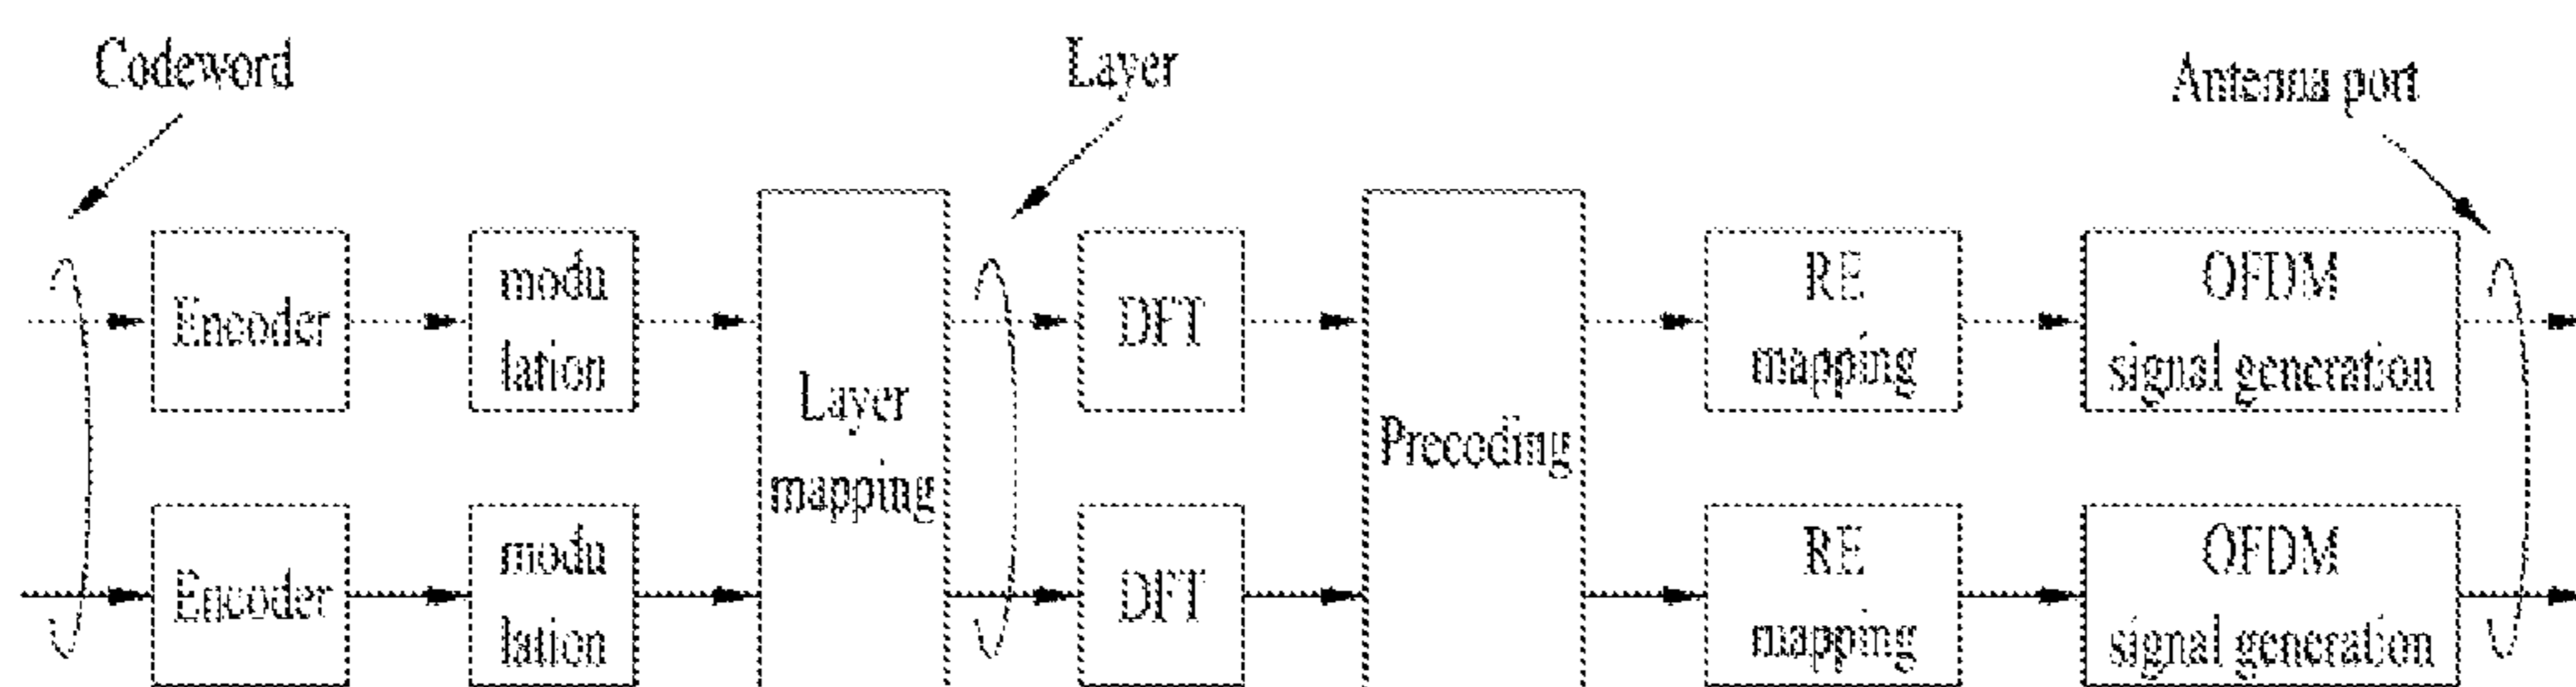 Codeword
Layer
Antenna port
Encoder
modu
lation
Layer
mapping
DFT
Precoding
RE
mapping
OFDM
signal generation
Encoder
modu
lation
DFT
RE
mapping
OFDM
signal generation